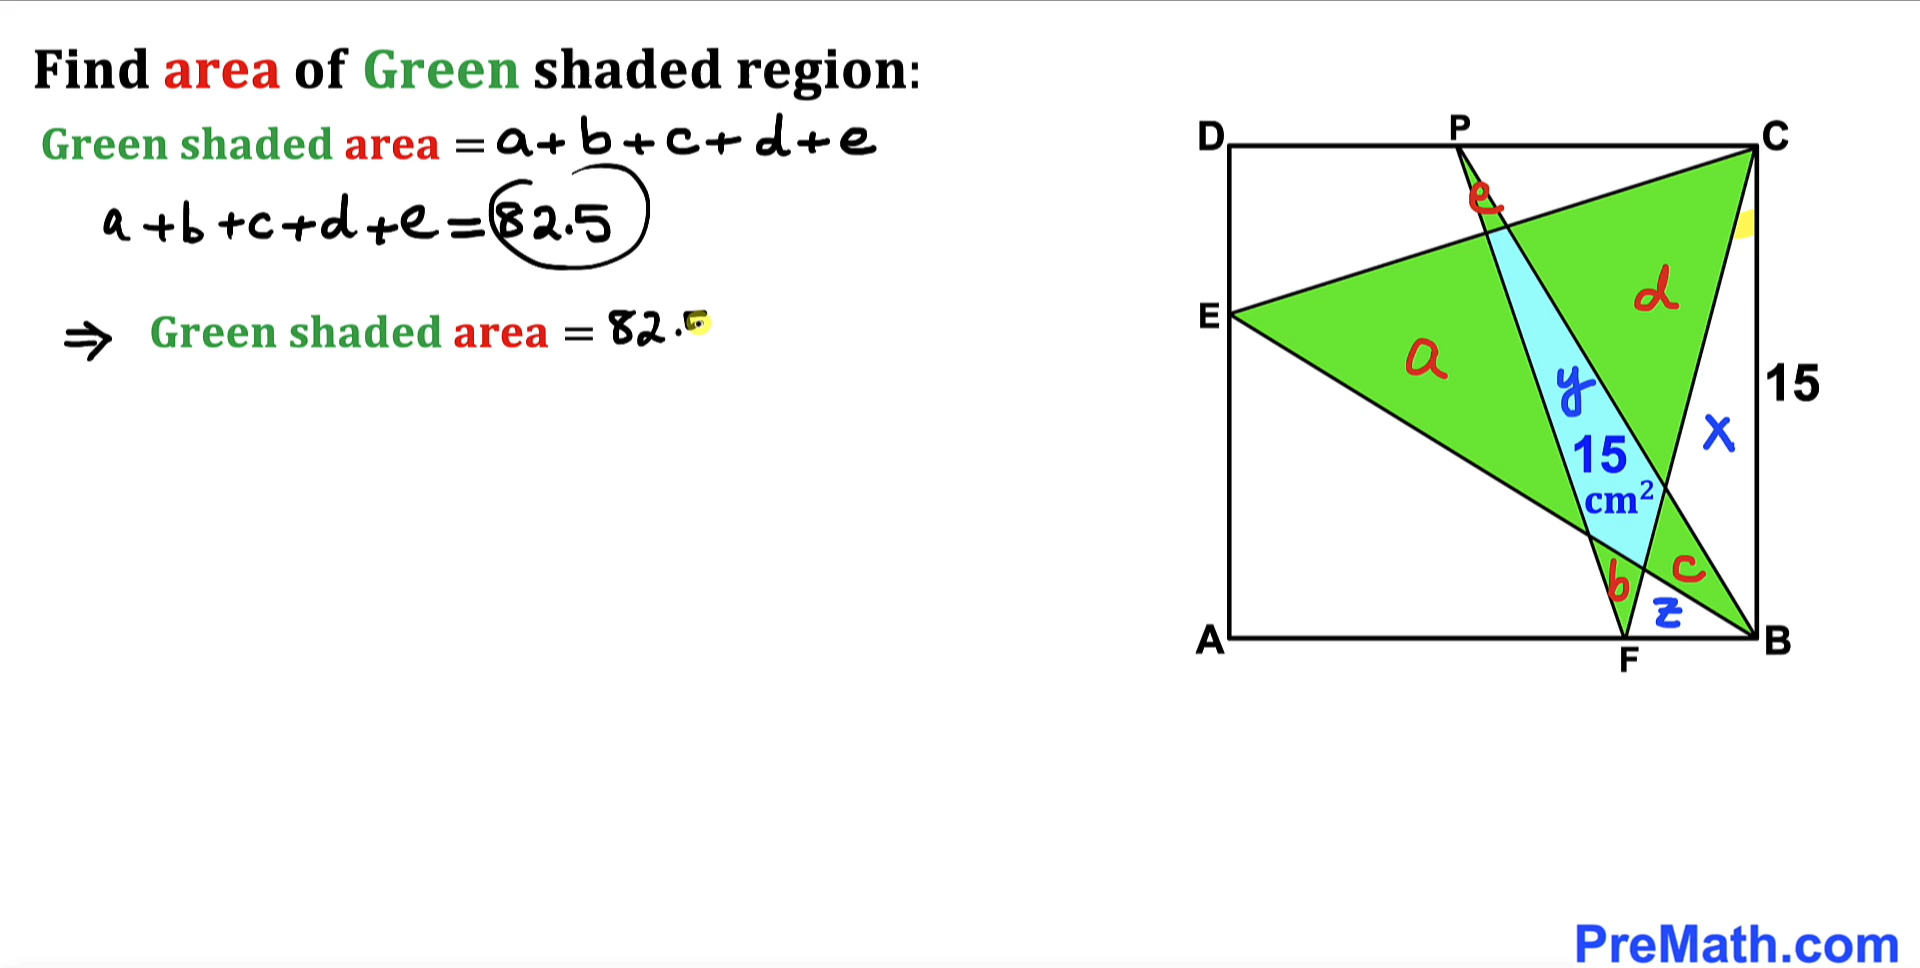 Find area of Green shaded region:
Green shaded area = a+b+c+d+e
a+b+c+d+e=82.5
⇒ Green shaded area = 82.5
D
P
C
e
d
E
a
y
15
15
cm²
x
b
c
z
A
F
B
PreMath.com